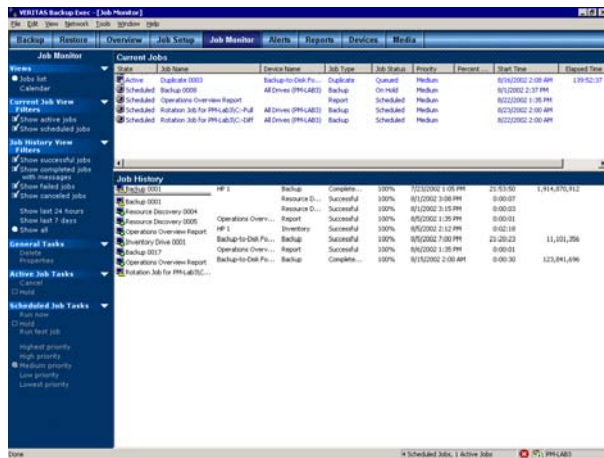 VERITAS Backup Exec - [Job Monitor]
File Edit View Network Tools Window Help
Backup Restore Overview Job Setup Job Monitor Alerts Reports Devices Media
Job Monitor
Views
Jobs list
Calendar
Current Job View
Filters
Show active jobs
Show scheduled jobs
Job History View
Filters
Show successful jobs
Show completed jobs
with messages
Show failed jobs
Show canceled jobs
Show last 24 hours
Show last 7 days
Show all
General Tasks
Delete
Properties
Active Job Tasks
Cancel
Hold
Scheduled Job Tasks
Run now
Hold
Run test job
Highest priority
High priority
Medium priority
Low priority
Lowest priority
Current Jobs
State Job Name Device Name Job Type Job Status Priority Percent ... Start Time Elapsed Time
Active Duplicate 0003 Backup-to-Disk Fo... Duplicate Queued Medium 8/16/2002 2:08 AM 139:52:37
Scheduled Backup 0008 All Drives (PM-LAB3) Backup On Hold Medium 8/1/2002 2:37 PM
Scheduled Operations Overview Report Report Scheduled Medium 8/22/2002 1:35 PM
Scheduled Rotation Job for PM-Lab3\C:-Full All Drives (PM-LAB3) Backup Scheduled Medium 8/23/2002 2:00 AM
Scheduled Rotation Job for PM-Lab3\C:-Diff All Drives (PM-LAB3) Backup Scheduled Medium 8/22/2002 2:00 AM
Job History
Backup 0001 HP 1 Backup Complete... 100% 7/23/2002 1:05 PM 21:53:50 1,914,870,912
Backup 0001 Resource D... Successful 100% 8/1/2002 3:08 PM 0:00:07
Resource Discovery 0004 Resource D... Successful 100% 8/1/2002 3:15 PM 0:00:03
Resource Discovery 0005 Operations Overv... Report Successful 100% 8/5/2002 1:35 PM 0:00:01
Operations Overview Report HP 1 Inventory Successful 100% 8/5/2002 2:12 PM 0:02:18
Inventory Drive 0001 Backup-to-Disk Fo... Backup Successful 100% 8/5/2002 7:00 PM 21:20:23 11,101,356
Backup 0017 Operations Overv... Report Successful 100% 8/6/2002 1:35 PM 0:00:01
Operations Overview Report Backup-to-Disk Fo... Backup Complete... 100% 8/15/2002 2:00 AM 0:00:30 123,841,696
Rotation Job for PM-Lab3\C...
Done 4 Scheduled Jobs, 1 Active Jobs PM-LAB3